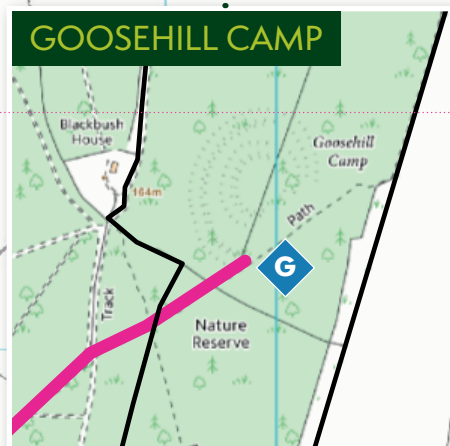 GOOSEHILL CAMP
Blackbush
House
Goosehill
Camp
164m
Path
G
Track
Nature
Reserve